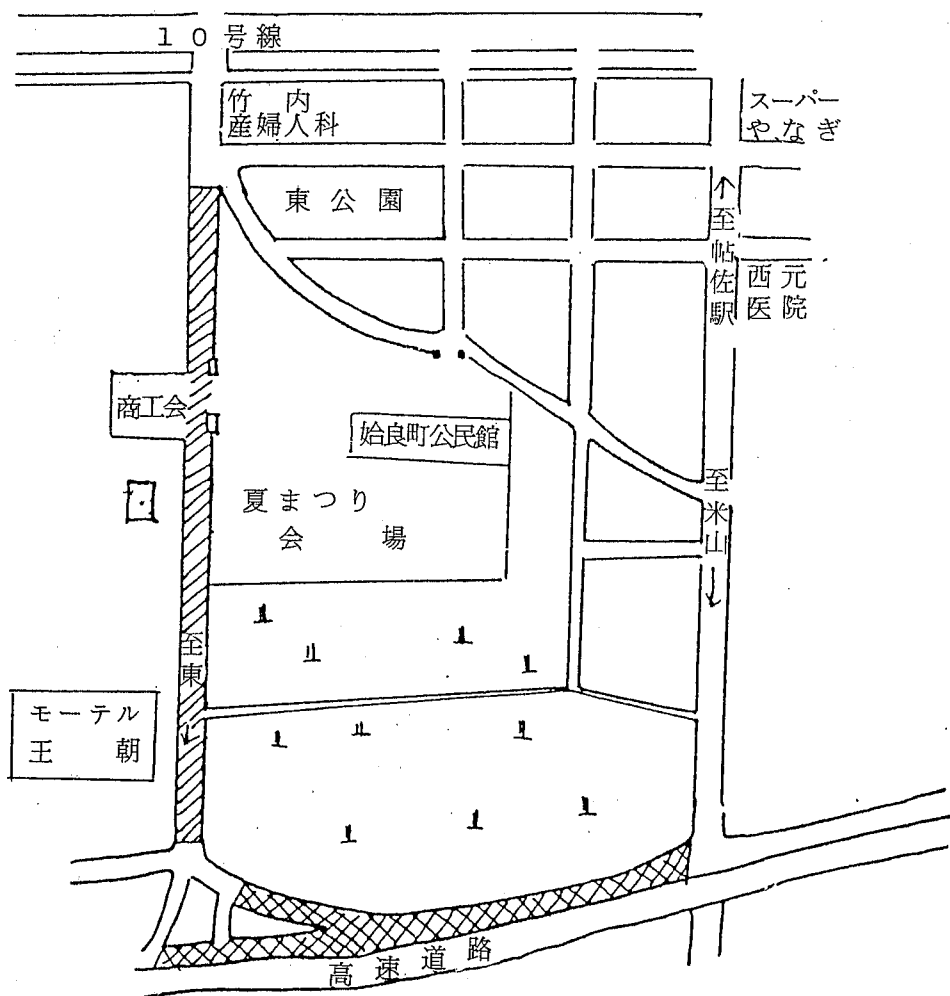 10号線
竹内
産婦人科
スーパー
やなぎ
東公園
至帖佐駅
西元
医院
商工会
姶良町公民館
夏まつり
会場
至米山
至東
モーテル
王朝
高速道路